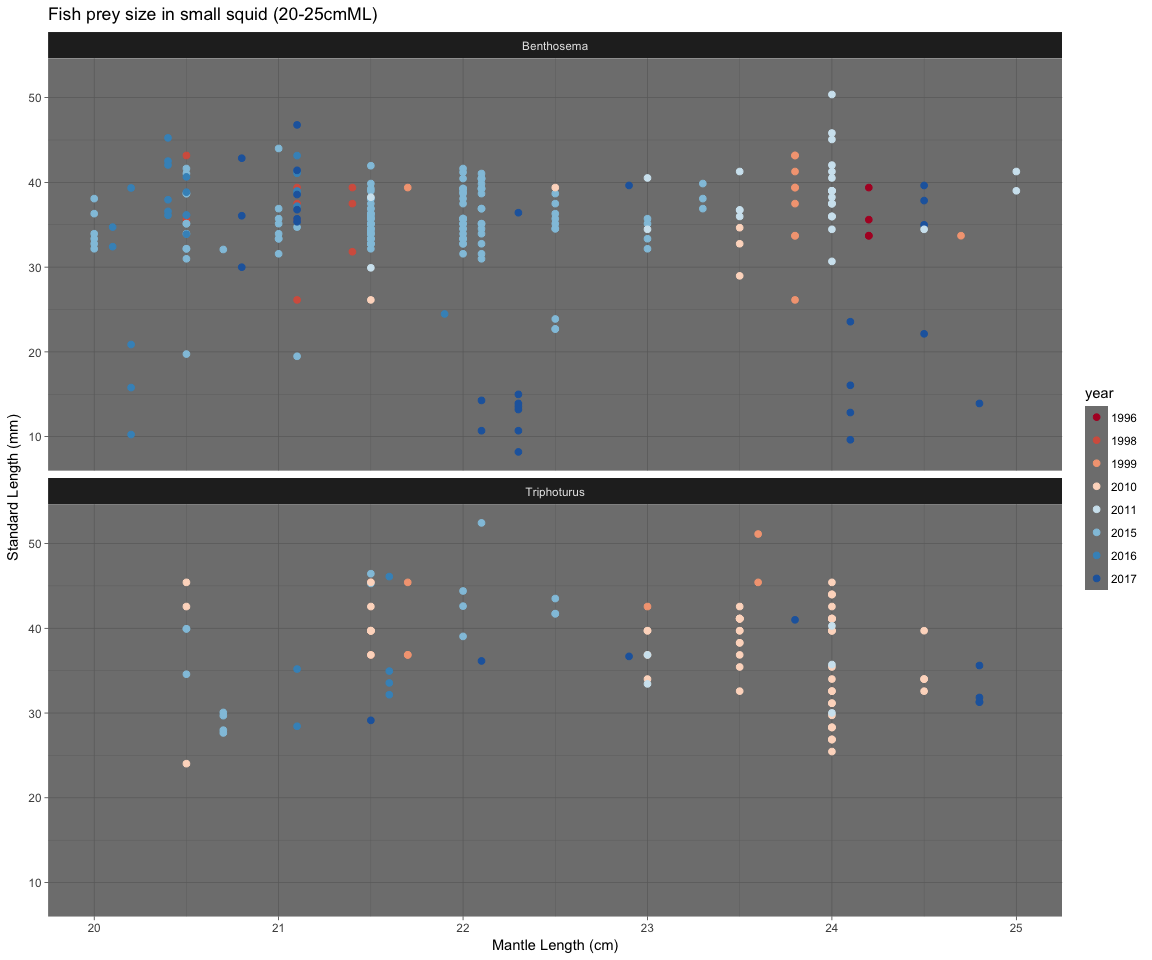 Fish prey size in small squid (20-25cmML)
Benthosema
50
40
30
20
10
Triphoturus
50
40
30
20
10
Standard Length (mm)
20 21 22 23 24 25
Mantle Length (cm)
year
1996
1998
1999
2010
2011
2015
2016
2017